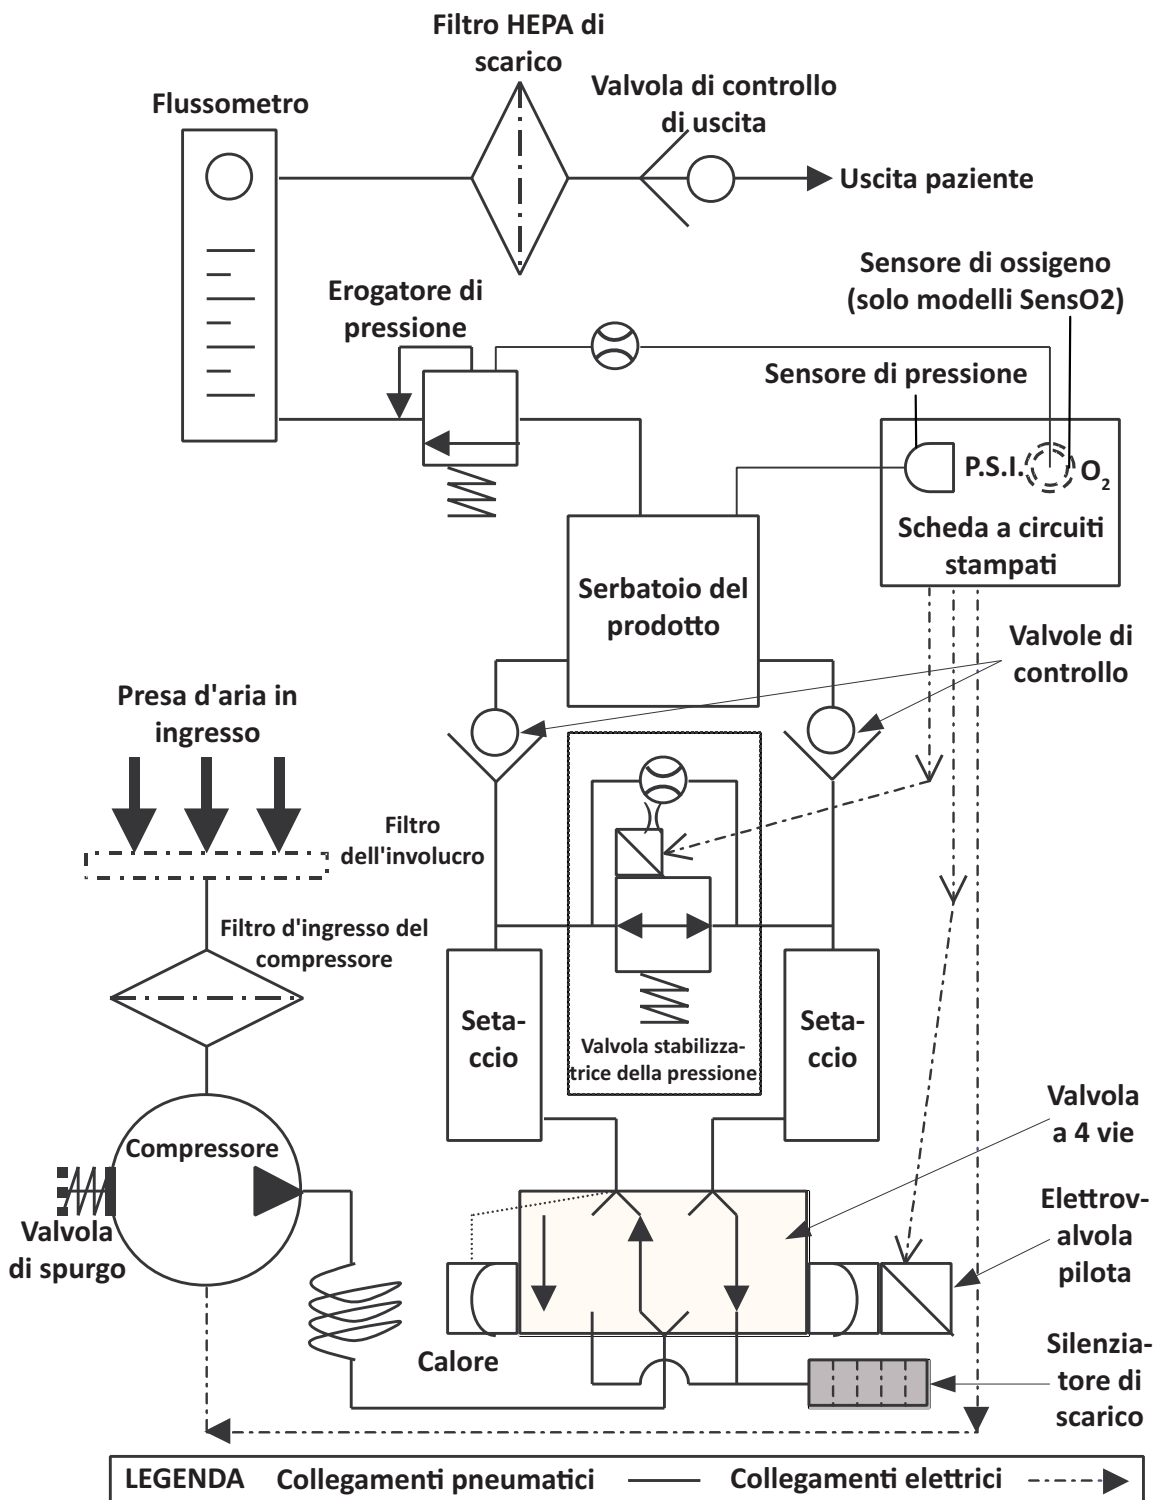 Filtro HEPA di
scarico
Valvola di controllo
di uscita
Flussometro
Uscita paziente
Sensore di ossigeno
(solo modelli SensO2)
Erogatore di
pressione
Sensore di pressione
P.S.I.
O2
Scheda a circuiti
stampati
Serbatoio del
prodotto
Valvole di
controllo
Presa d'aria in
ingresso
Filtro
dell'involucro
Filtro d'ingresso del
compressore
Seta-
ccio
Seta-
ccio
Valvola stabilizza-
trice della pressione
Compressore
Valvola
a 4 vie
Valvola
di spurgo
Elettrov-
alvola
pilota
Calore
Silenzia-
tore di
scarico
LEGENDA Collegamenti pneumatici Collegamenti elettrici